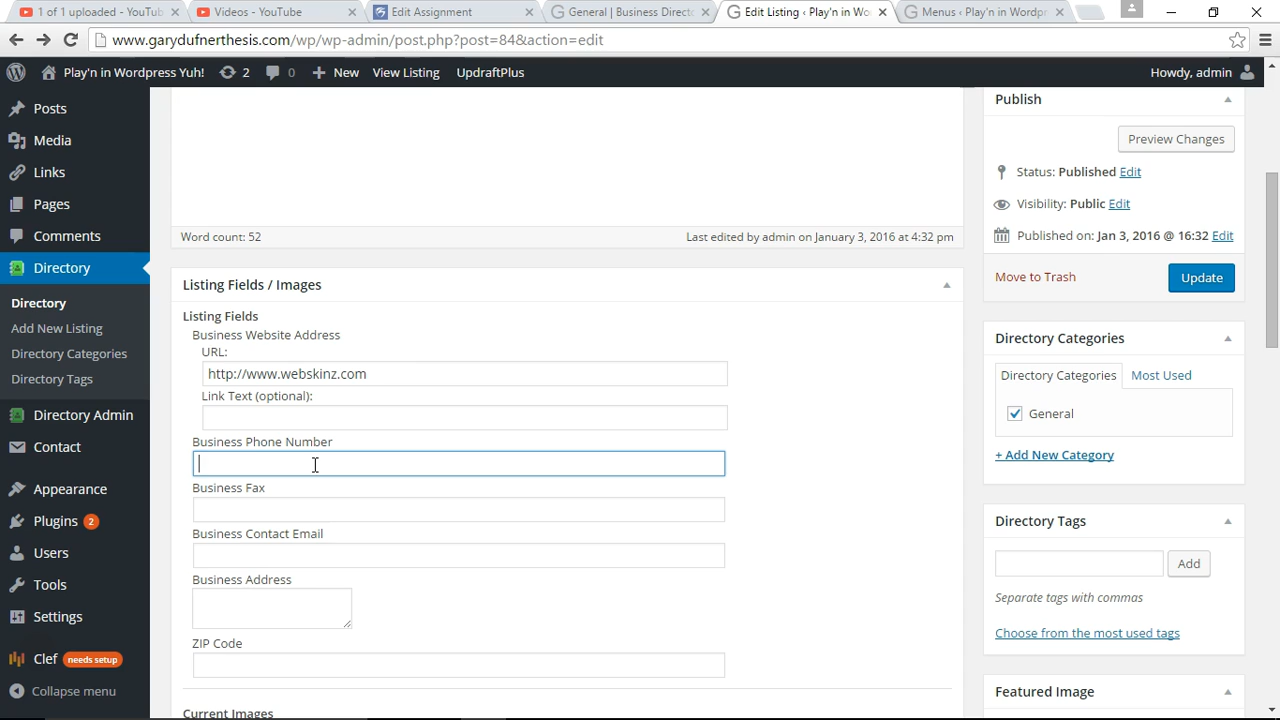 1 of 1 uploaded - YouTub
Videos - YouTube
Edit Assignment
General | Business Direct
Edit Listing ‹ Play'n in Wo
Menus ‹ Play'n in Wordpr
www.garydufnerthesis.com/wp/wp-admin/post.php?post=84&action=edit
Play'n in Wordpress Yuh!
2
0
New
View Listing
UpdraftPlus
Howdy, admin
Posts
Media
Links
Pages
Comments
Directory
Directory
Add New Listing
Directory Categories
Directory Tags
Directory Admin
Contact
Appearance
Plugins 2
Users
Tools
Settings
Clef needs setup
Collapse menu
Word count: 52
Last edited by admin on January 3, 2016 at 4:32 pm
Listing Fields / Images
Listing Fields
Business Website Address
URL:
http://www.webskinz.com
Link Text (optional):
Business Phone Number
Business Fax
Business Contact Email
Business Address
ZIP Code
Current Images
Publish
Preview Changes
Status: Published Edit
Visibility: Public Edit
Published on: Jan 3, 2016 @ 16:32 Edit
Move to Trash
Update
Directory Categories
Directory Categories
Most Used
General
+ Add New Category
Directory Tags
Add
Separate tags with commas
Choose from the most used tags
Featured Image